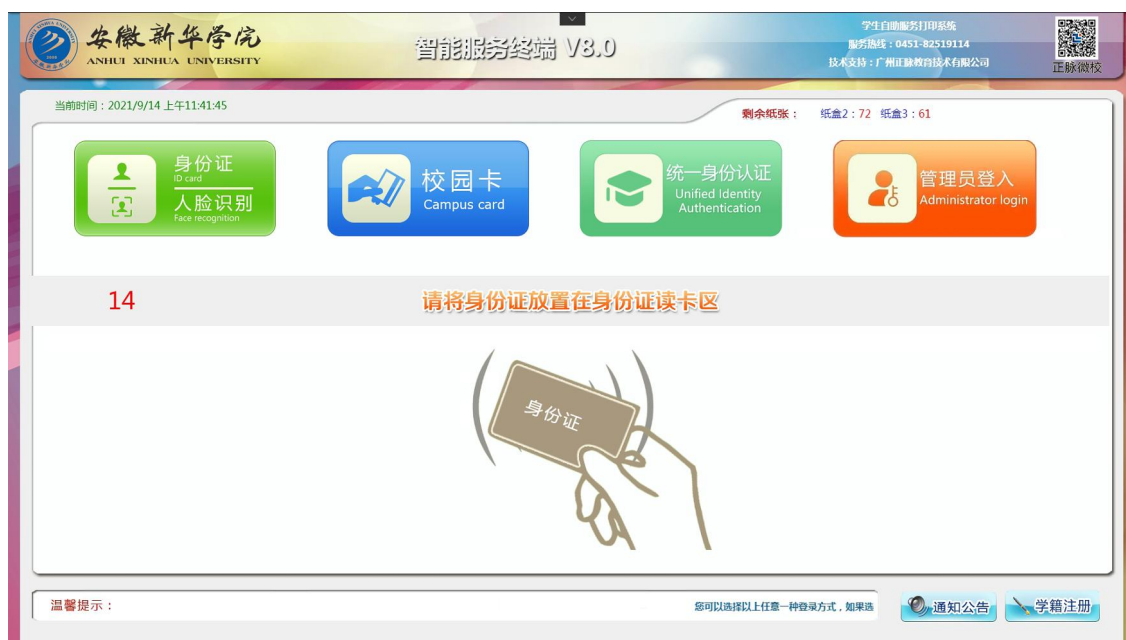 安徽新华学院
ANHUI XINHUA UNIVERSITY
智能服务终端 V3.0
学生自助服务打印系统
服务热线：0451-82519114
技术支持：广州正脉教育技术有限公司
正脉微校
当前时间：2021/9/14 上午11:41:45
剩余纸张： 纸盒2：72 纸盒3：61
身份证
ID card
人脸识别
Face recognition
校园卡
Campus card
统一身份认证
Unified Identity
Authentication
管理员登入
Administrator login
14
请将身份证放置在身份证读卡区
身份证
温馨提示：
您可以选择以上任意一种登录方式，如果选
通知公告
学籍注册